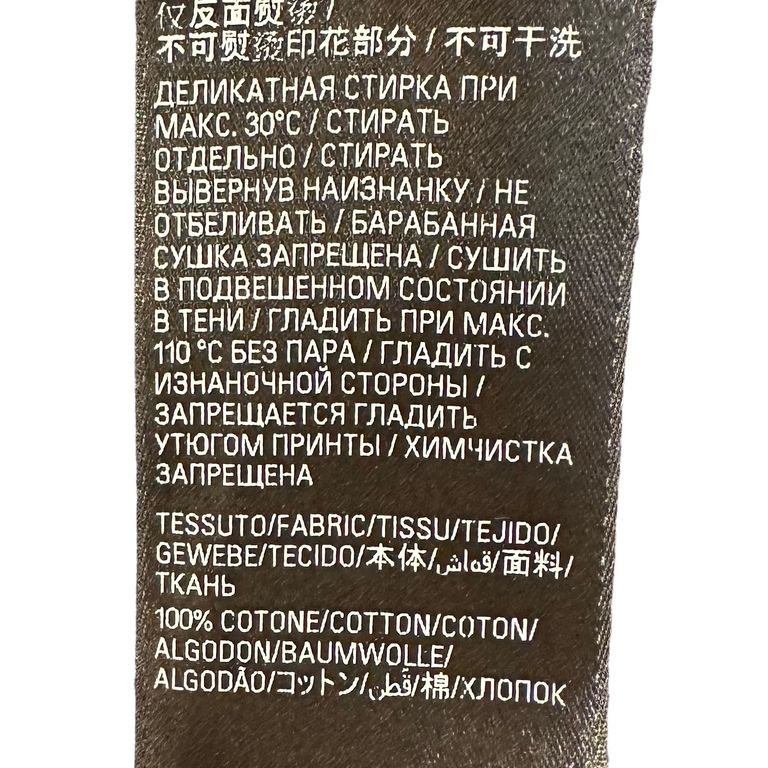 仅反面熨烫/
不可熨烫印花部分 / 不可干洗
ДЕЛИКАТНАЯ СТИРКА ПРИ
МАКС. 30°C / СТИРАТЬ
ОТДЕЛЬНО / СТИРАТЬ
ВЫВЕРНУВ НАИЗНАНКУ / НЕ
ОТБЕЛИВАТЬ / БАРАБАННАЯ
СУШКА ЗАПРЕЩЕНА / СУШИТЬ
В ПОДВЕШЕННОМ СОСТОЯНИИ
В ТЕНИ / ГЛАДИТЬ ПРИ МАКС.
110 °C БЕЗ ПАРА / ГЛАДИТЬ С
ИЗНАНОЧНОЙ СТОРОНЫ /
ЗАПРЕЩАЕТСЯ ГЛАДИТЬ
УТЮГОМ ПРИНТЫ / ХИМЧИСТКА
ЗАПРЕЩЕНА
TESSUTO/FABRIC/TISSU/TEJIDO/
GEWEBE/TECIDO/本体/قماش/面料/
ТКАНЬ
100% COTONE/COTTON/COTON/
ALGODON/BAUMWOLLE/
ALGODÃO/コットン/قطن/棉/ХЛОПОК